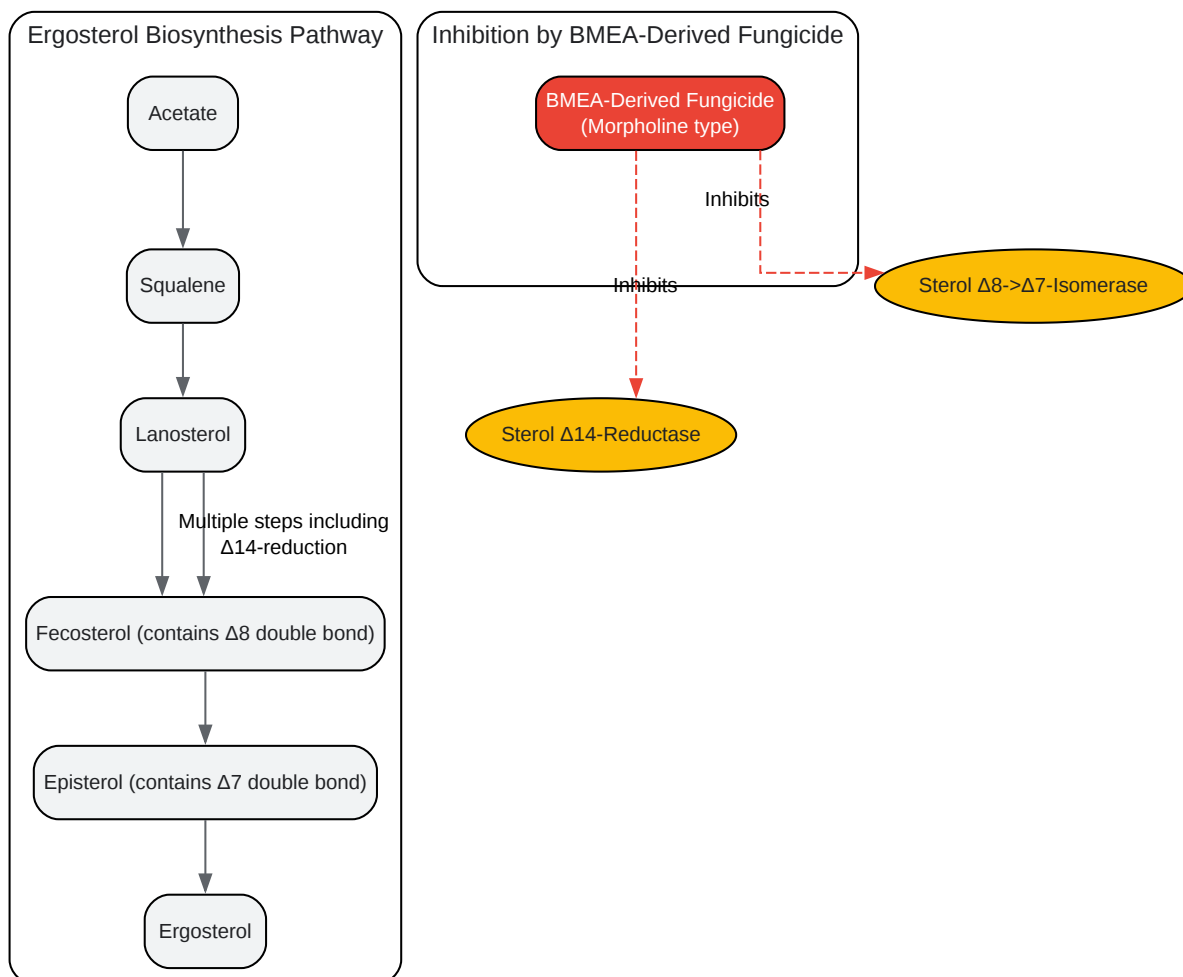 Ergosterol Biosynthesis Pathway
Acetate
Squalene
Lanosterol
Multiple steps including
Δ14-reduction
Fecosterol (contains Δ8 double bond)
Episterol (contains Δ7 double bond)
Ergosterol
Inhibition by BMEA-Derived Fungicide
BMEA-Derived Fungicide
(Morpholine type)
Inhibits
Inhibits
Sterol Δ8->Δ7-Isomerase
Sterol Δ14-Reductase